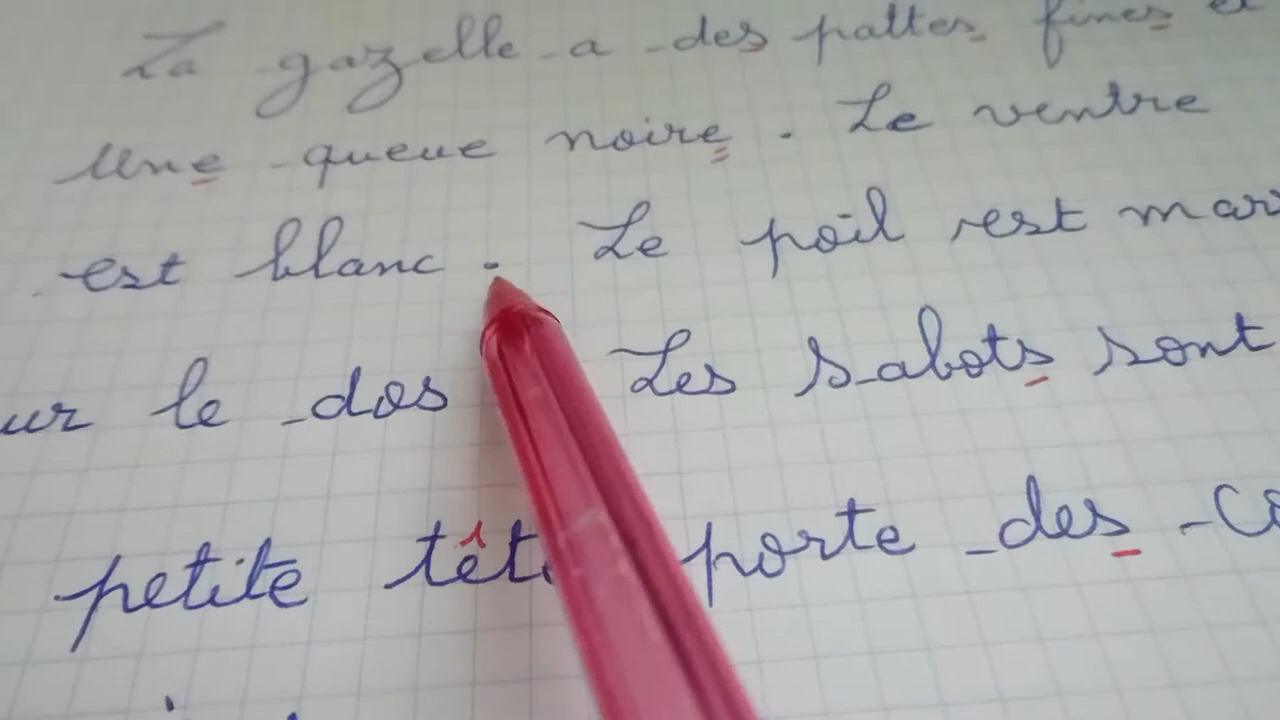 La gazelle a des pattes fines et
une queue noire. Le ventre
est blanc. Le poil est
le dos Les sabots sont
petite porte des